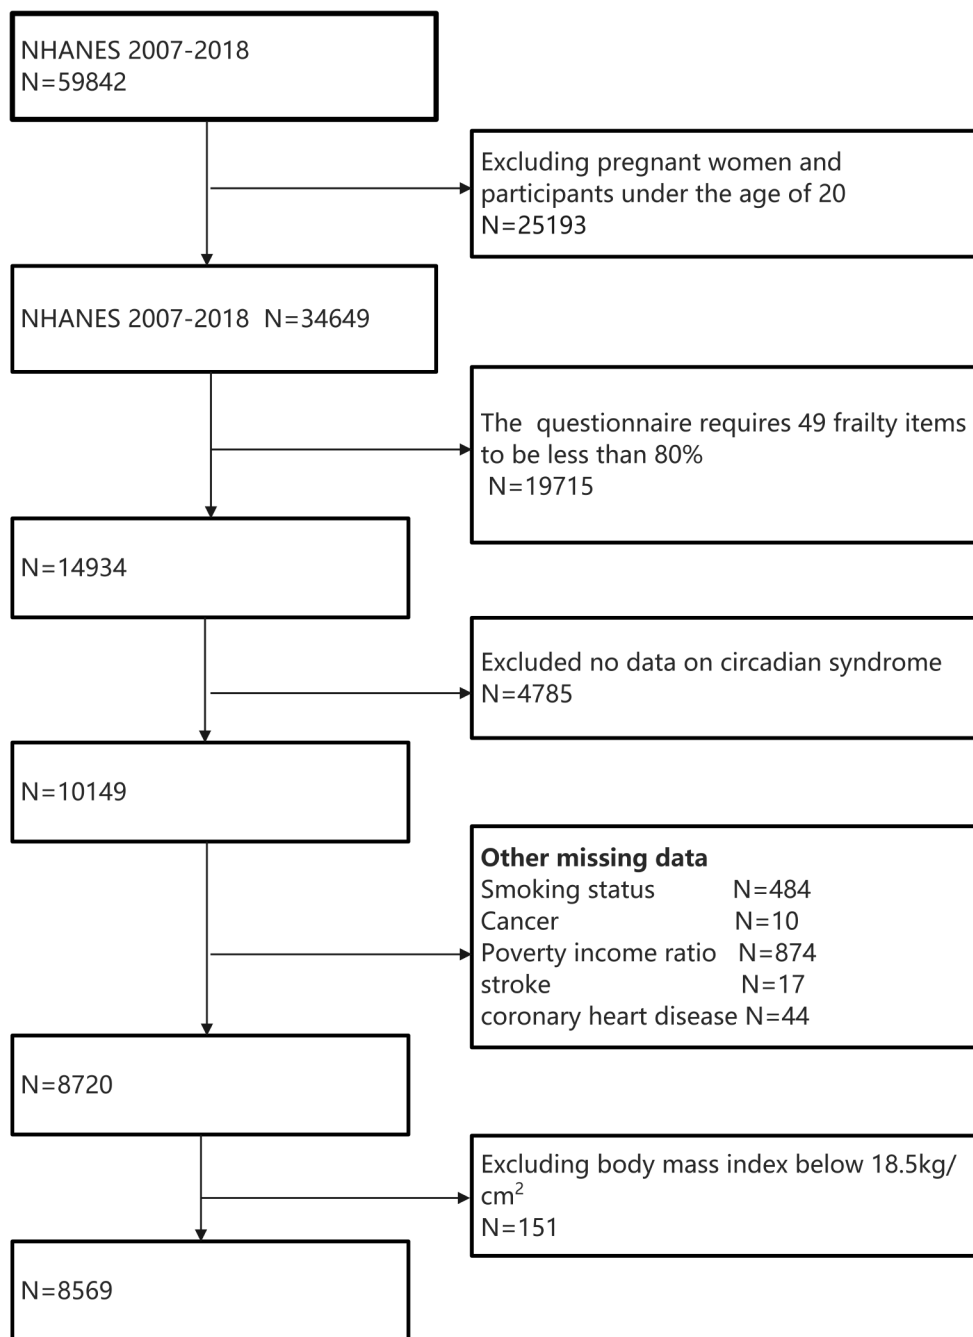 NHANES 2007-2018
N=59842
Excluding pregnant women and
participants under the age of 20
N=25193
NHANES 2007-2018  N=34649
The  questionnaire requires 49 frailty items
to be less than 80%
N=19715
N=14934
Excluded no data on circadian syndrome
N=4785
N=10149
Other missing data
Smoking status N=484
Cancer N=10
Poverty income ratio N=874
stroke N=17
coronary heart disease N=44
N=8720
Excluding body mass index below 18.5kg/
cm²
N=151
N=8569